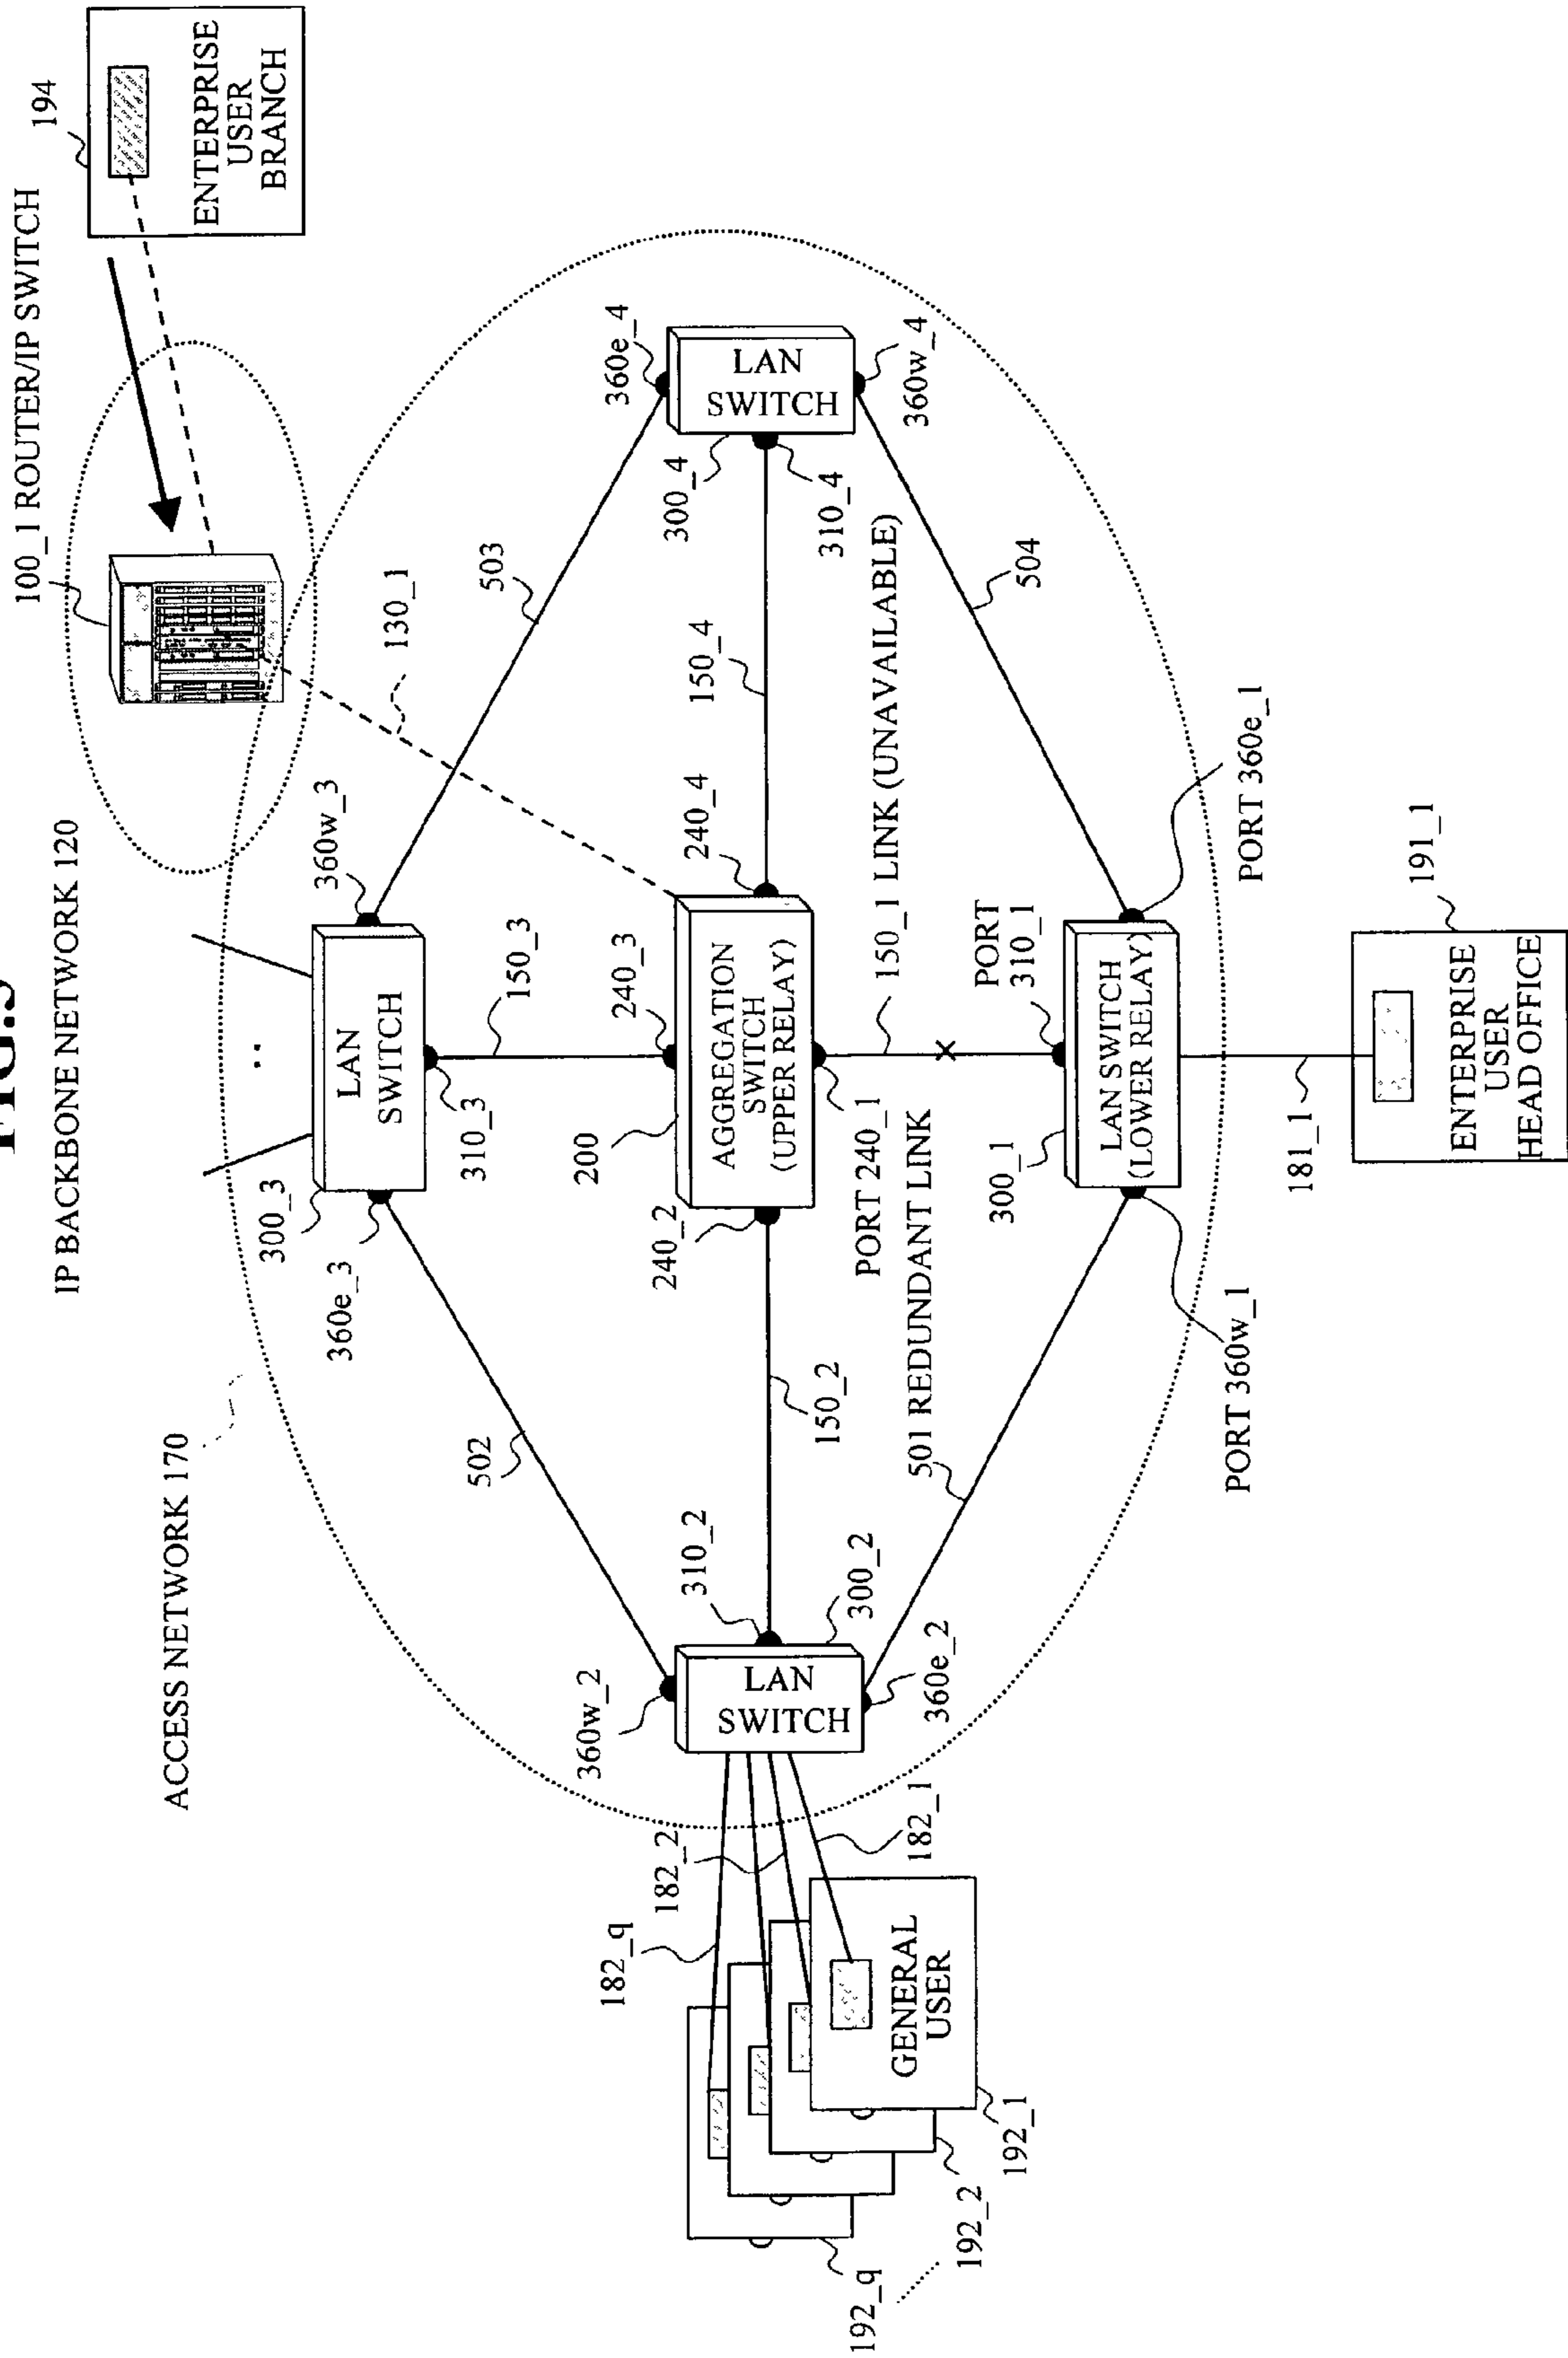 IP BACKBONE NETWORK 120
100_1 ROUTER/IP SWITCH
194
ENTERPRISE
USER
BRANCH
ACCESS NETWORK 170
130_1
300_3
360e_3
LAN
SWITCH
310_3
360w_3
150_3
502
503
360w_2
310_2
LAN
SWITCH
300_2
360e_2
150_2
240_2
200
240_3
240_4
AGGREGATION
SWITCH
(UPPER RELAY)
PORT 240_1
150_4
360e_4
300_4
310_4
LAN
SWITCH
360w_4
150_1 LINK (UNAVAILABLE)
501 REDUNDANT LINK
504
300_1
PORT
310_1
LAN SWITCH
(LOWER RELAY)
PORT 360w_1
PORT 360e_1
181_1
191_1
ENTERPRISE
USER
HEAD OFFICE
182_q
182_2
182_1
GENERAL
USER
192_q
192_2
192_1